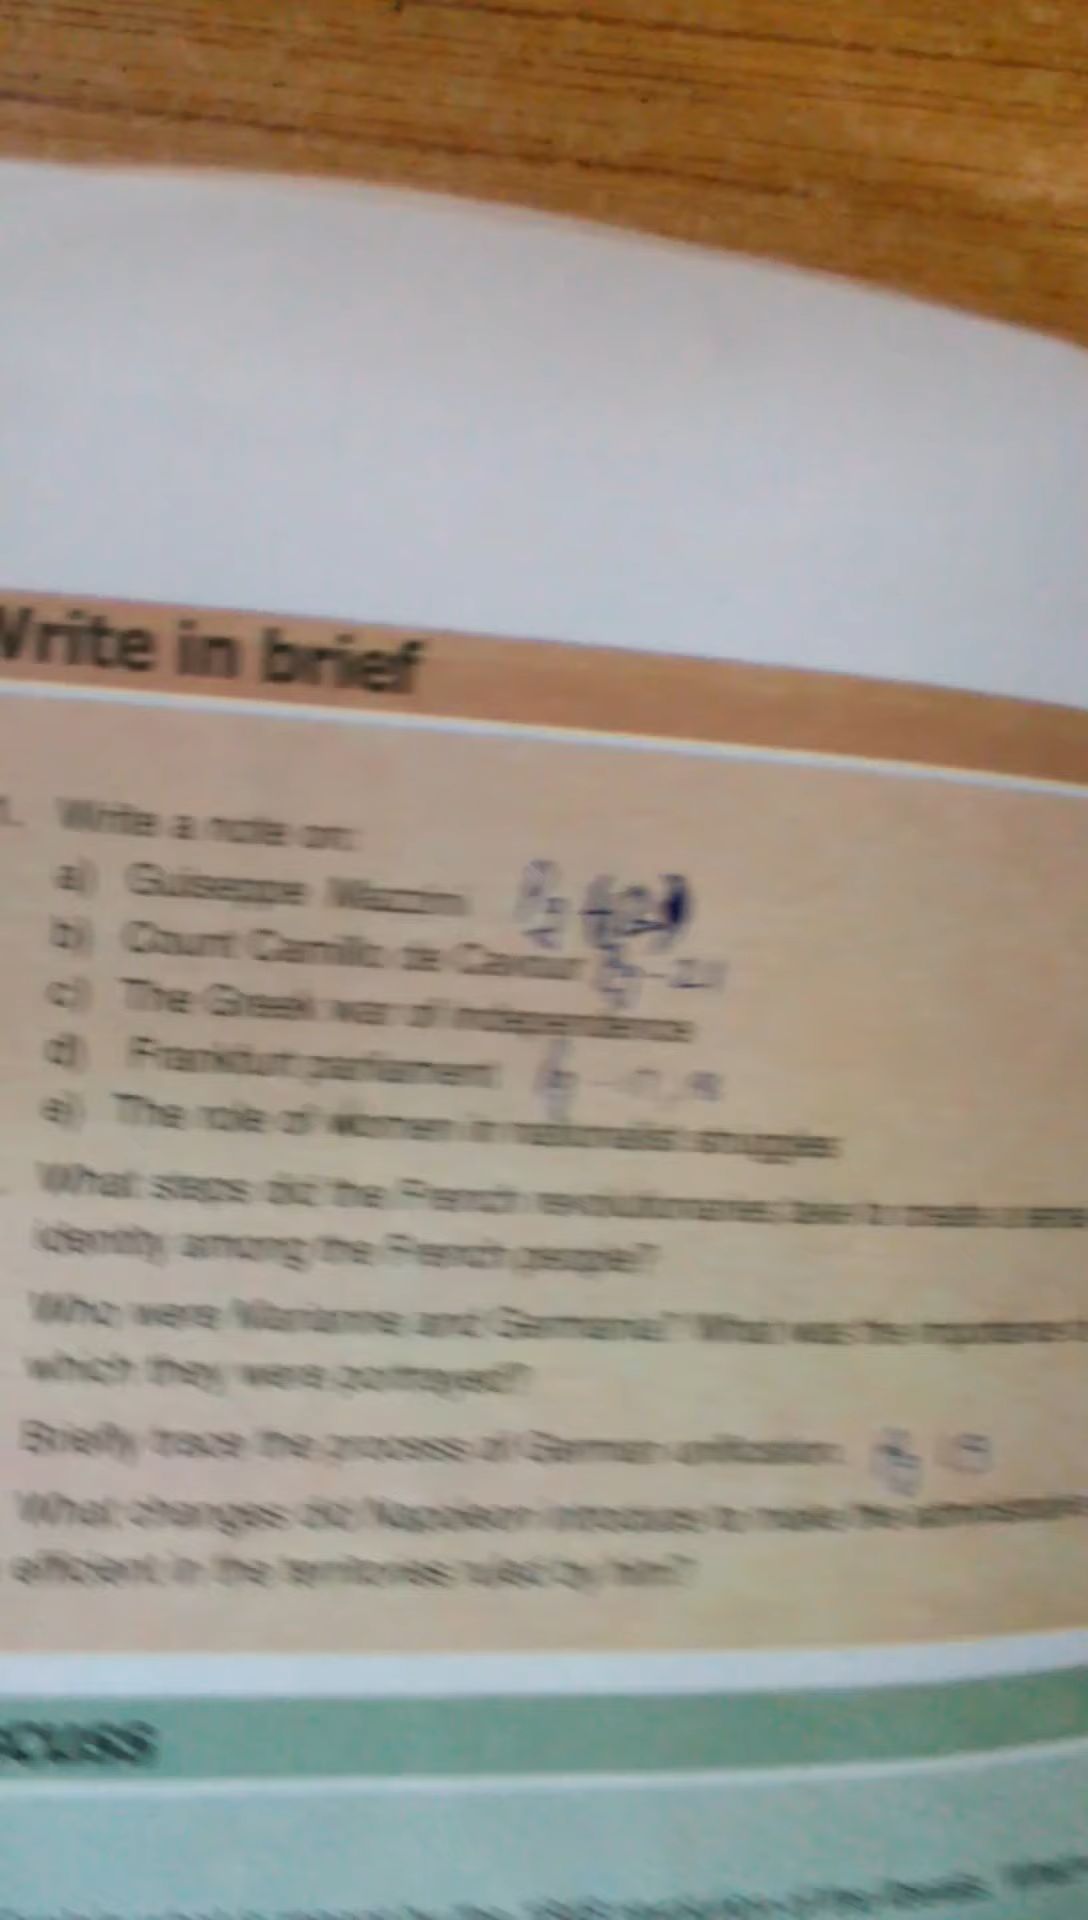 Write in brief
1. Write a note on:
a) Guiseppe Mazzini
b) Count Camillo de Cavour
c) The Greek war of independence
d) Frankfurt parliament
e) The role of women in nationalist struggles
What steps did the French revolutionaries take to create a sense
identity among the French people?
Who were Marianne and Germania? What was the importance
which they were portrayed?
Briefly trace the process of German unification.
What changes did Napoleon introduce to make the
efficient in the territories ruled by him?
scuss